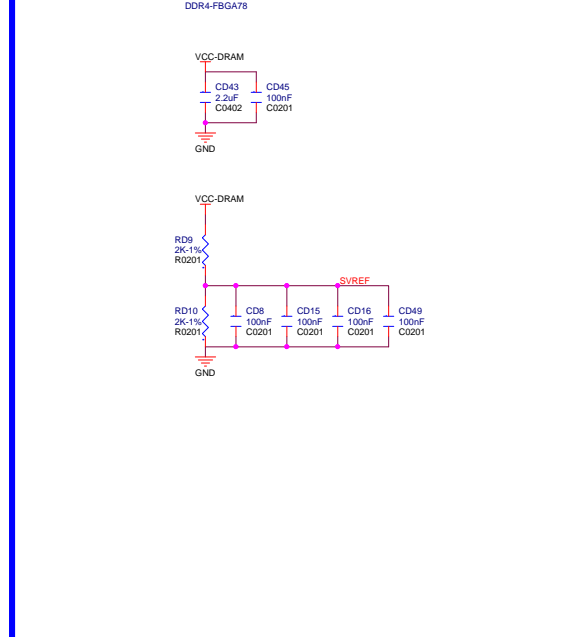 DDR4-FBGA78
VCC-DRAM
CD43
2.2uF
C0402
CD45
100nF
C0201
GND
VCC-DRAM
RD9
2K-1%
R0201
SVREF
RD10
2K-1%
R0201
CD8
100nF
C0201
CD15
100nF
C0201
CD16
100nF
C0201
CD49
100nF
C0201
GND